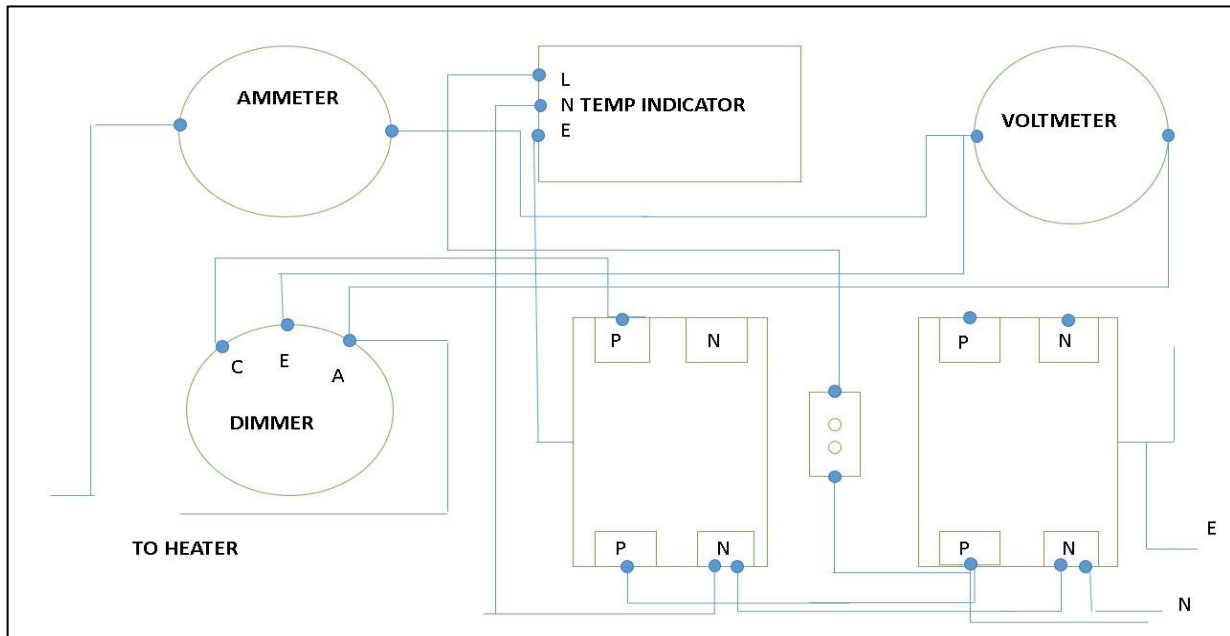 AMMETER
L
N TEMP INDICATOR
E
VOLTMETER
C
E
A
DIMMER
P
N
P
N
TO HEATER
P
N
P
N
E
N